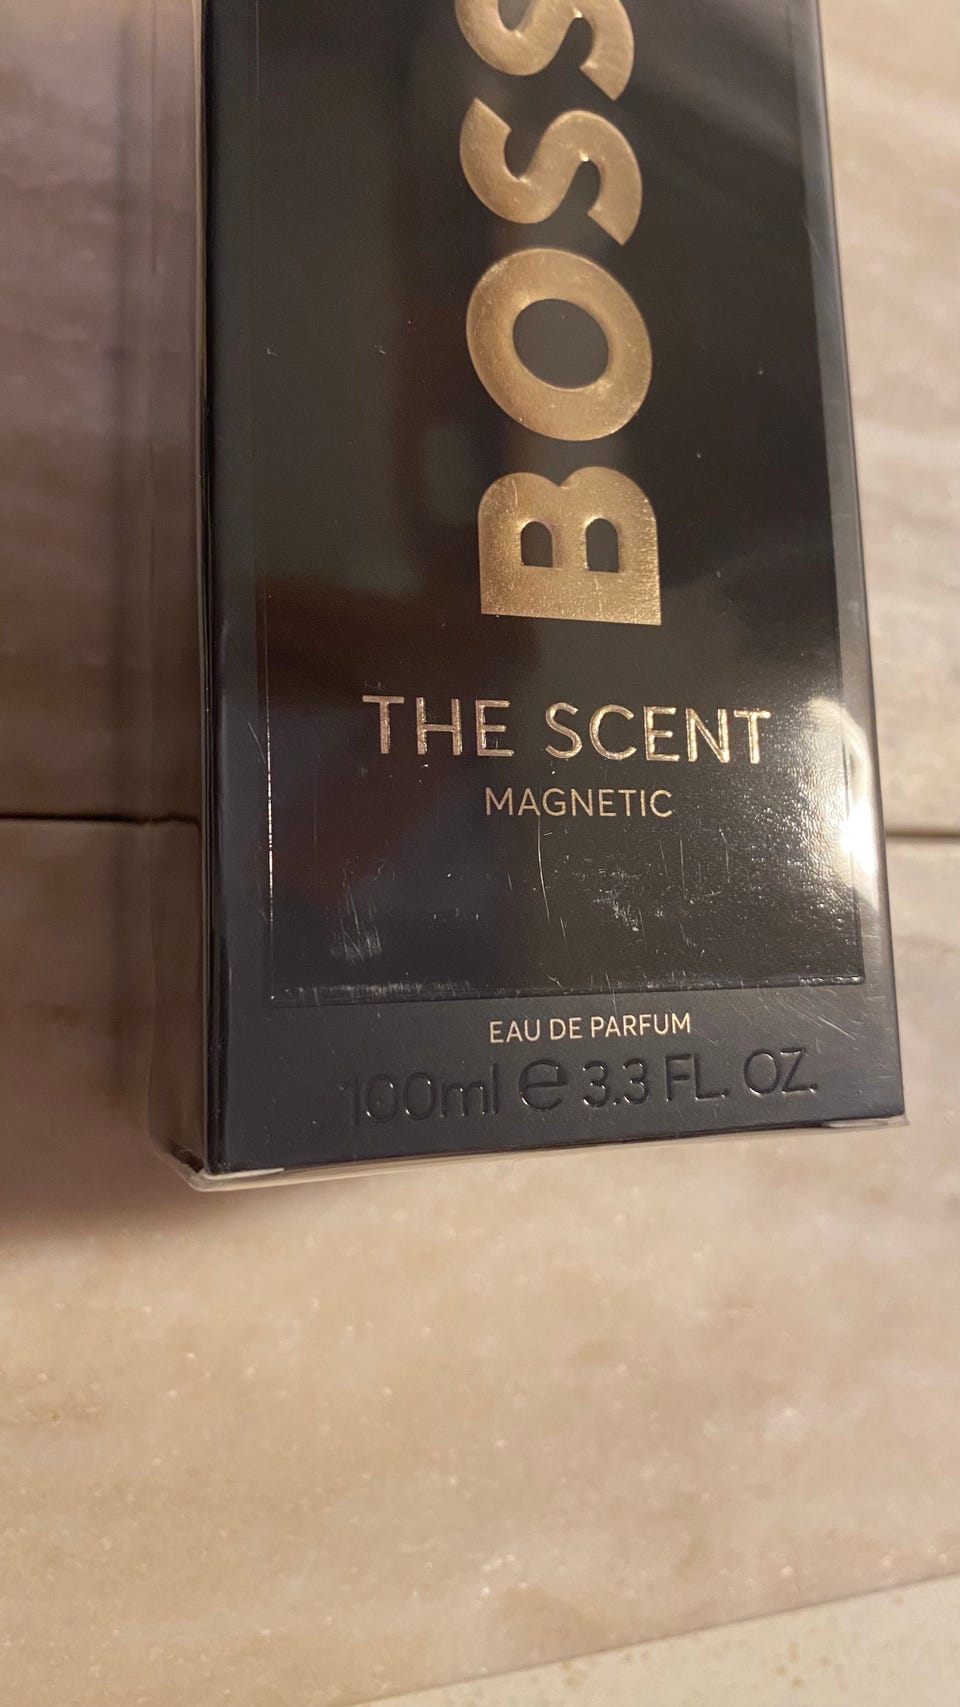 BOSS
THE SCENT
MAGNETIC
EAU DE PARFUM
100ml e 3.3 FL. OZ.